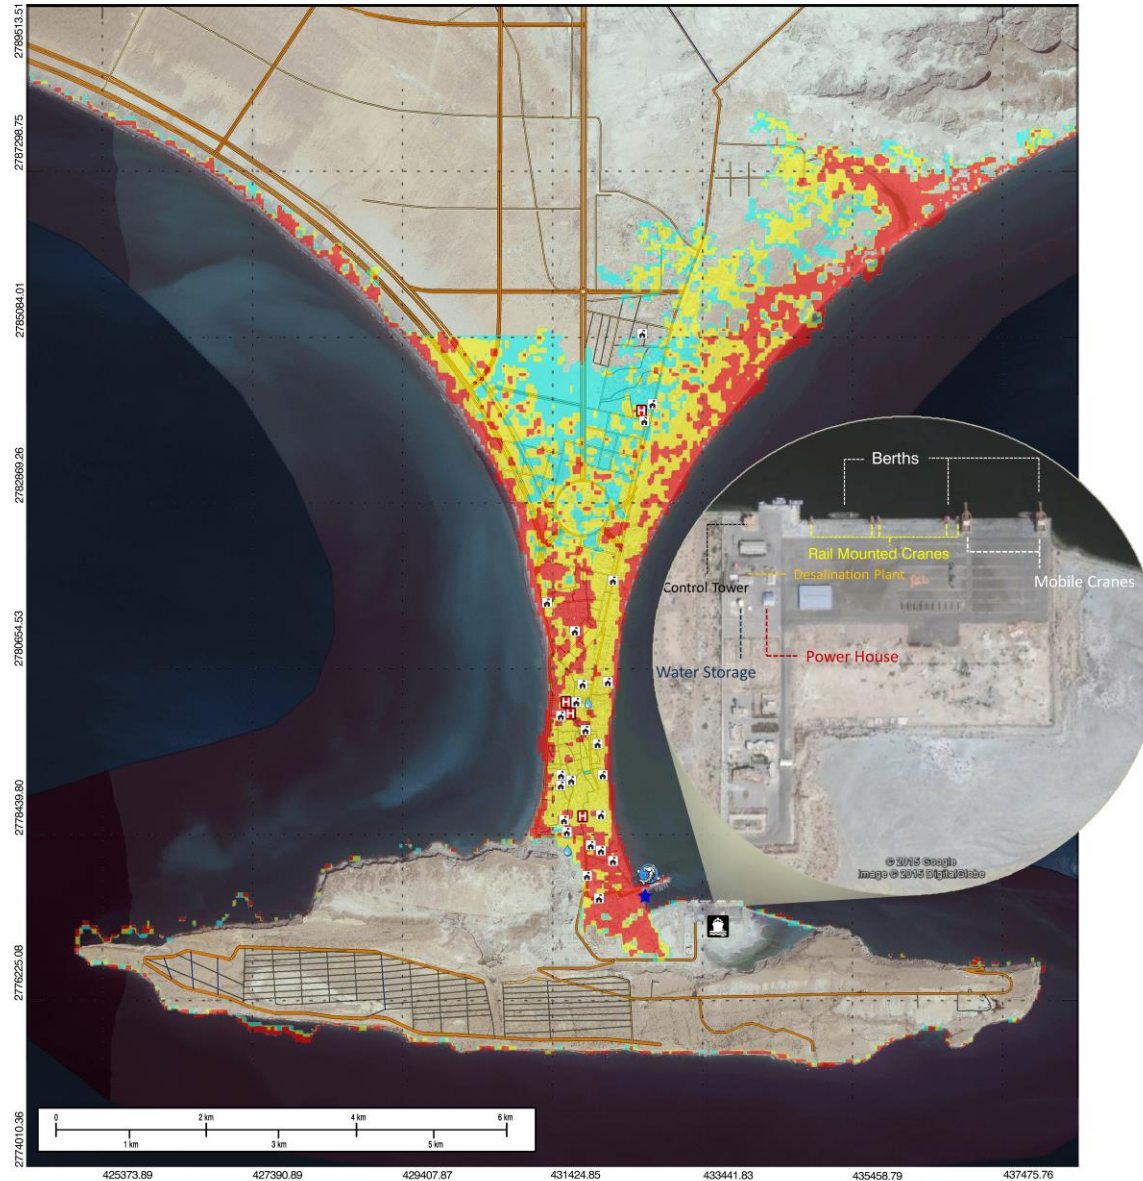 2789513.51
2787298.75
2785084.01
2782869.26
2780654.53
2778439.80
2776225.08
2774010.36
H
Berths
Rail Mounted Cranes
Desalination Plant
Control Tower
Mobile Cranes
Power House
Water Storage
H
H
H
© 2015 Google
Image © 2015 DigitalGlobe
0 2 km 4 km 6 km
1 km 3 km 5 km
425373.89 427390.89 429407.87 431424.85 433441.83 435458.79 437475.76